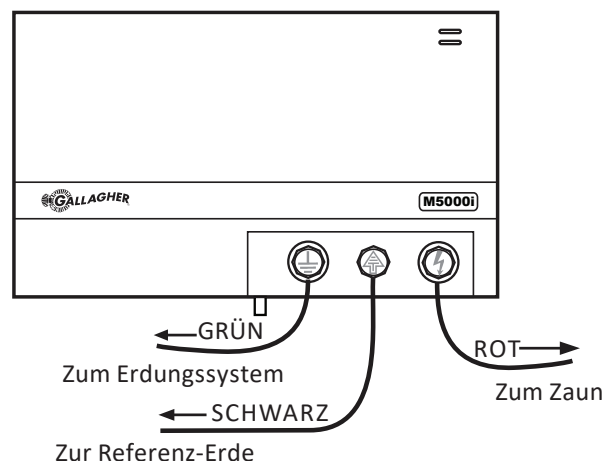 GALLAGHER
M5000i
GRÜN
Zum Erdungssystem
ROT
Zum Zaun
SCHWARZ
Zur Referenz-Erde